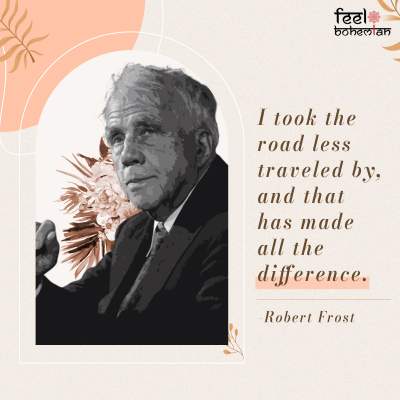 feel
bohemian
I took the
road less
traveled by,
and that
has made
all the
difference.
-Robert Frost